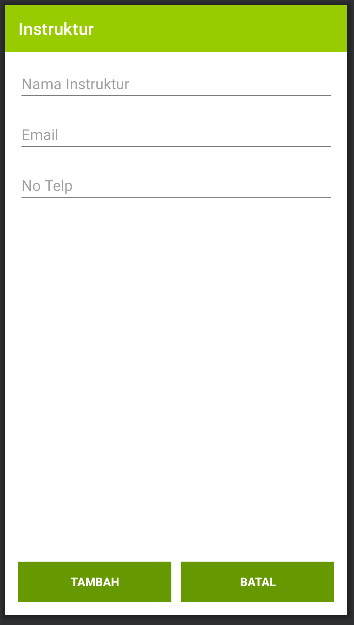 Instruktur
Nama Instruktur
Email
No Telp
TAMBAH
BATAL